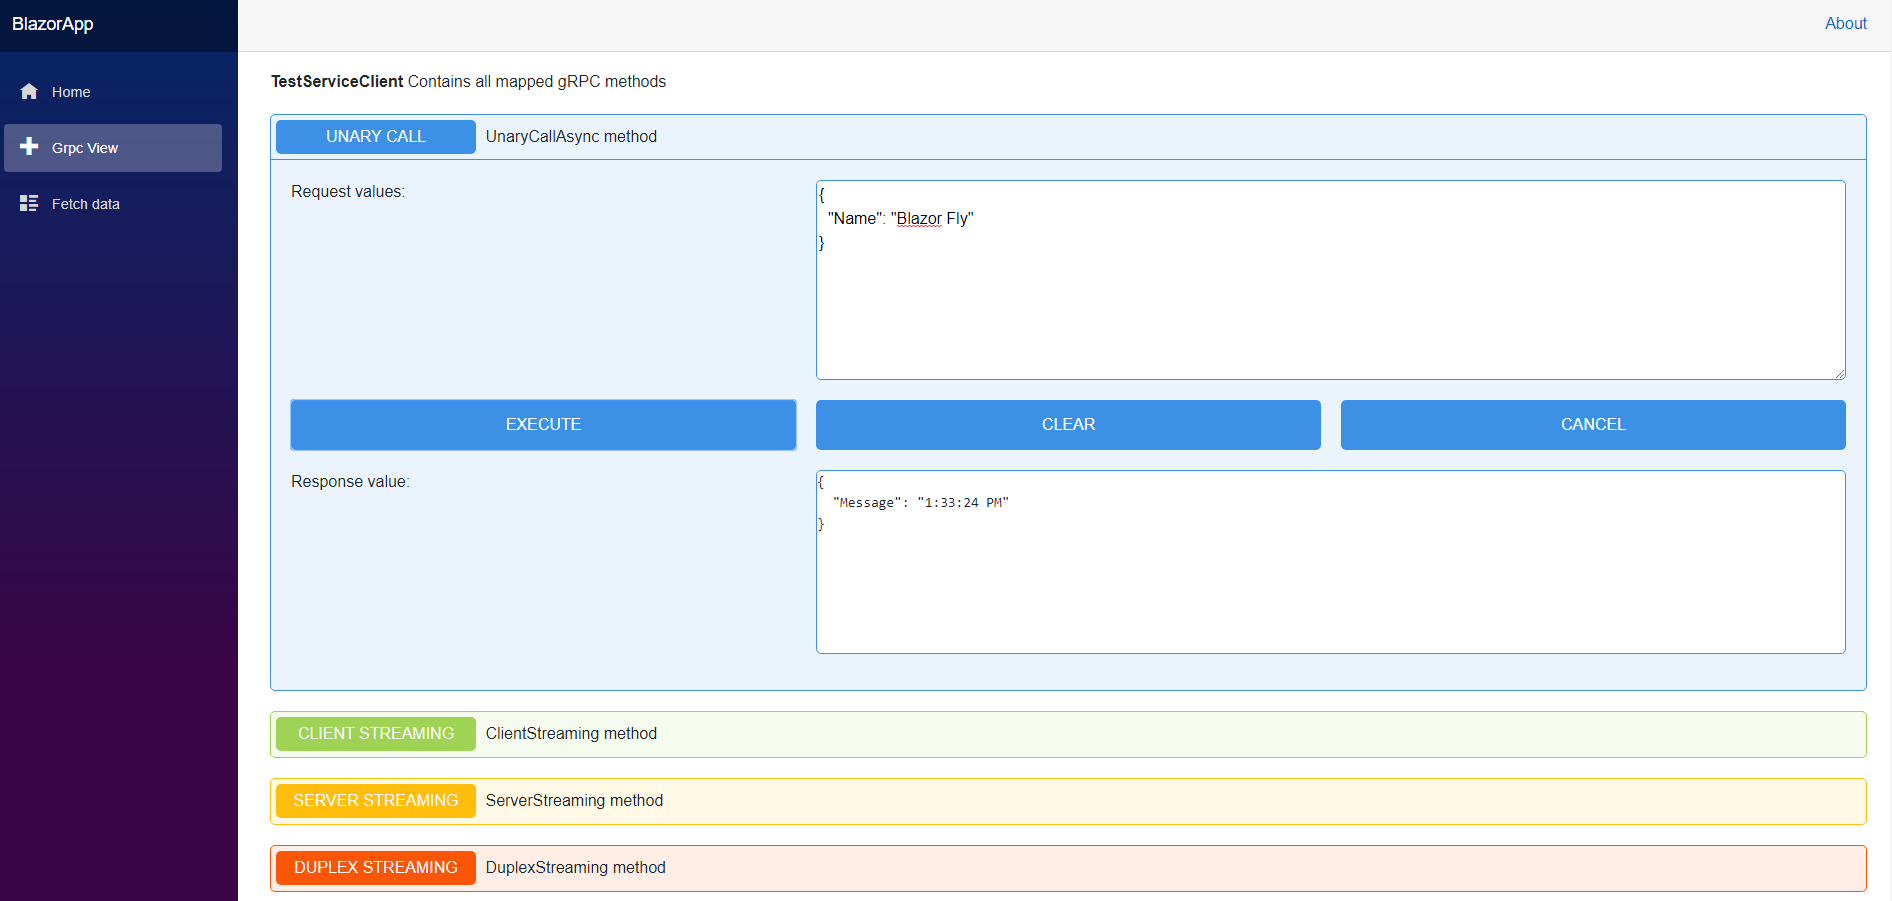 BlazorApp
About
Home
Grpc View
Fetch data
TestServiceClient Contains all mapped gRPC methods
UNARY CALL UnaryCallAsync method
Request values:
{
"Name": "Blazor Fly"
}
EXECUTE
CLEAR
CANCEL
Response value:
{
"Message": "1:33:24 PM"
}
CLIENT STREAMING ClientStreaming method
SERVER STREAMING ServerStreaming method
DUPLEX STREAMING DuplexStreaming method